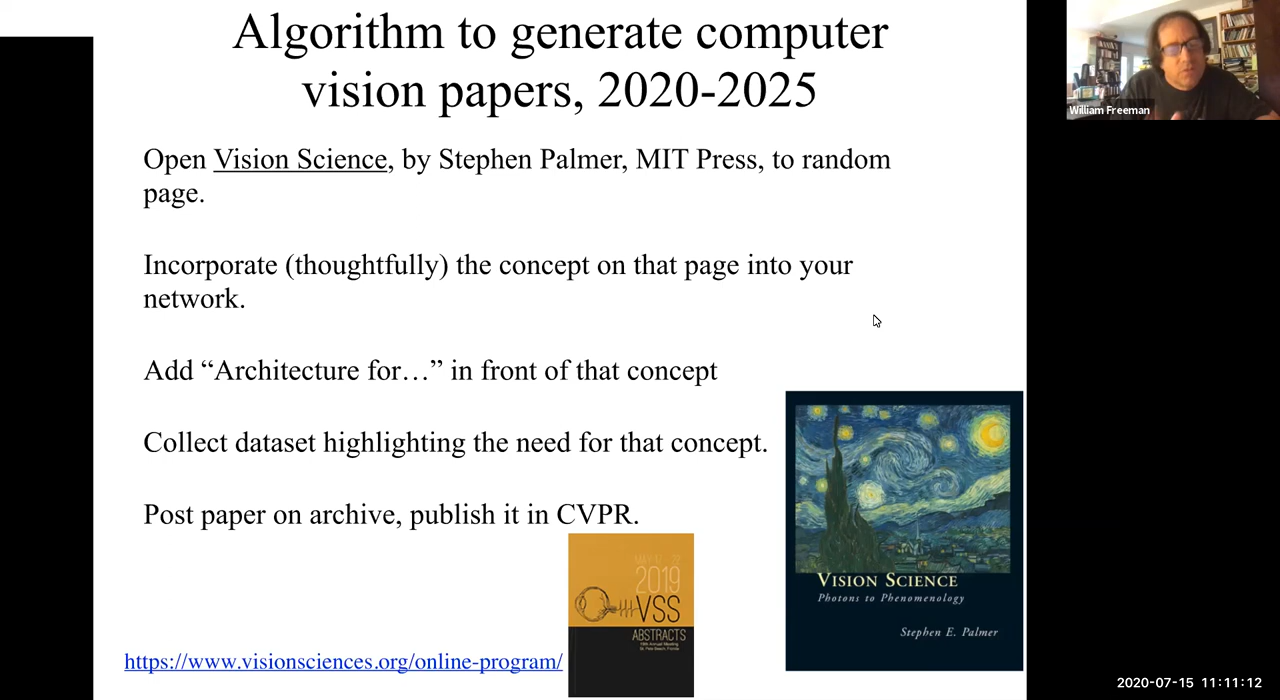 Algorithm to generate computer
vision papers, 2020-2025
William Freeman
Open Vision Science, by Stephen Palmer, MIT Press, to random
page.
Incorporate (thoughtfully) the concept on that page into your
network.
Add “Architecture for…” in front of that concept
Collect dataset highlighting the need for that concept.
Post paper on archive, publish it in CVPR.
2019
VSS
ABSTRACTS
VISION SCIENCE
Photons to Phenomenology
Stephen E. Palmer
https://www.visionsciences.org/online-program/
2020-07-15 11:11:12